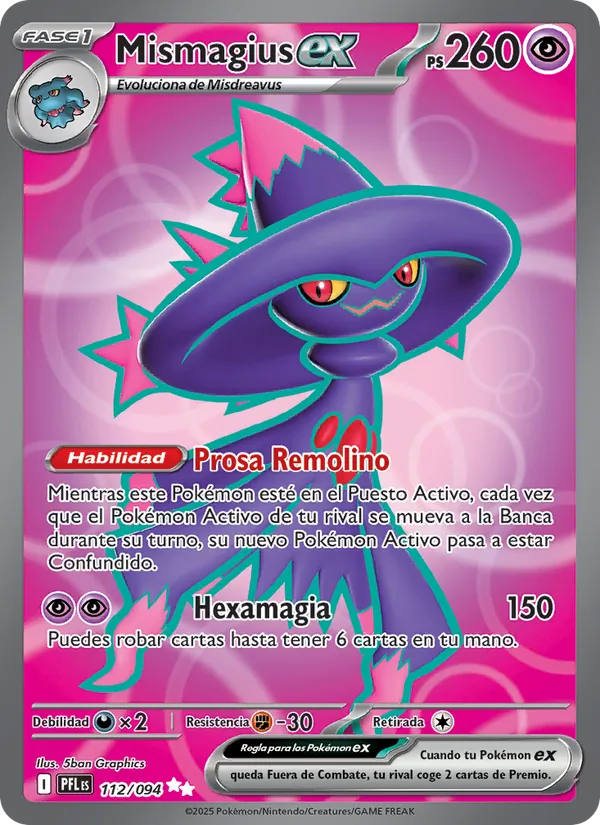 FASE 1
Mismagius ex
PS 260
Evoluciona de Misdreavus
Habilidad Prosa Remolino
Mientras este Pokémon esté en el Puesto Activo, cada vez
que el Pokémon Activo de tu rival se mueva a la Banca
durante su turno, su nuevo Pokémon Activo pasa a estar
Confundido.
Hexamagia 150
Puedes robar cartas hasta tener 6 cartas en tu mano.
Debilidad ×2 Resistencia -30 Retirada
Ilus. 5ban Graphics
Regla para los Pokémon ex
Cuando tu Pokémon ex
queda Fuera de Combate, tu rival coge 2 cartas de Premio.
I PFL ES 112/094
©2025 Pokémon/Nintendo/Creatures/GAME FREAK